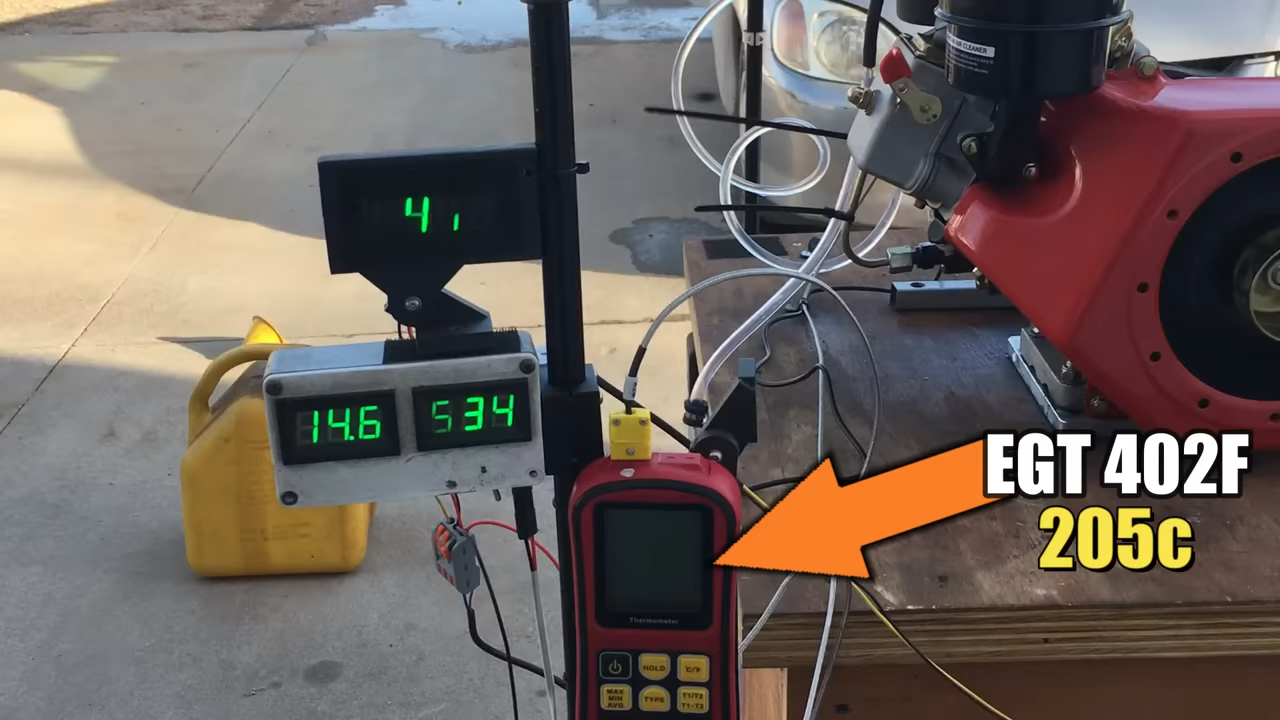 AIR CLEANER
41
14.6
534
EGT 402F
205c
Thermometer
HOLD
°C/°F
MAX
MIN
AVG
TYPE
T1/T2
T1-T2